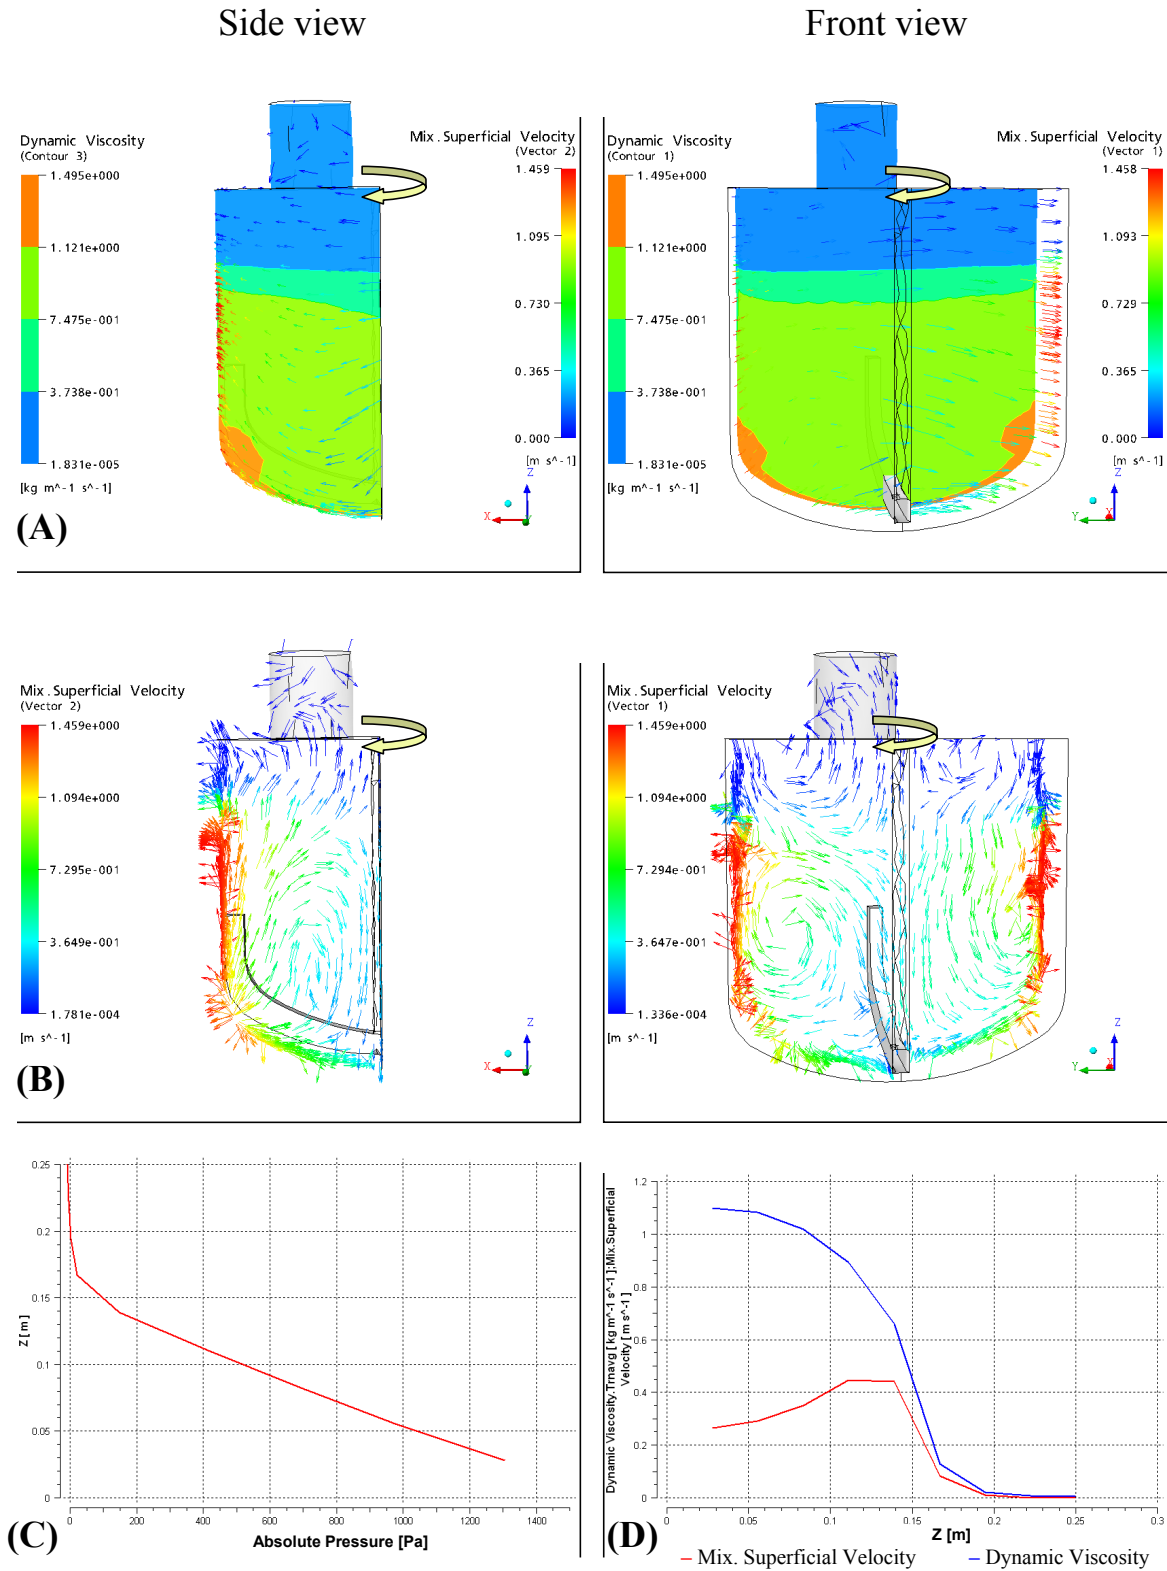 Side view
Front view
Dynamic Viscosity
(Contour 3)
1.495e+000
1.121e+000
7.475e-001
3.738e-001
1.831e-005
[kg m^-1 s^-1]
Mix.Superficial Velocity
(Vector 2)
1.458
1.095
0.730
0.365
0.000
[m s^-1]
Z
X
Y
(A)
Dynamic Viscosity
(Contour 1)
1.495e+000
1.121e+000
7.475e-001
3.738e-001
1.831e-005
[kg m^-1 s^-1]
Mix.Superficial Velocity
(Vector 1)
1.458
1.093
0.729
0.365
0.000
[m s^-1]
Z
Y
X
Mix.Superficial Velocity
(Vector 2)
1.459e+000
1.094e+000
7.295e-001
3.649e-001
1.781e-004
[m s^-1]
Z
X
Y
(B)
Mix.Superficial Velocity
(Vector 1)
1.459e+000
1.094e+000
7.294e-001
3.647e-001
1.336e-004
[m s^-1]
Z
Y
X
0.25
0.2
0.15
0.1
0.05
0
Z [ m ]
0 200 400 600 800 1000 1200 1400
Absolute Pressure [Pa]
(C)
Dynamic Viscosity.Trnavg [ kg m^-1 s^-1 ];Mix.Superficial
Velocity [ m s^-1 ]
1.2
1
0.8
0.6
0.4
0.2
0
0 0.05 0.1 0.15 0.2 0.25 0.3
Z [m]
(D)
Mix. Superficial Velocity
Dynamic Viscosity